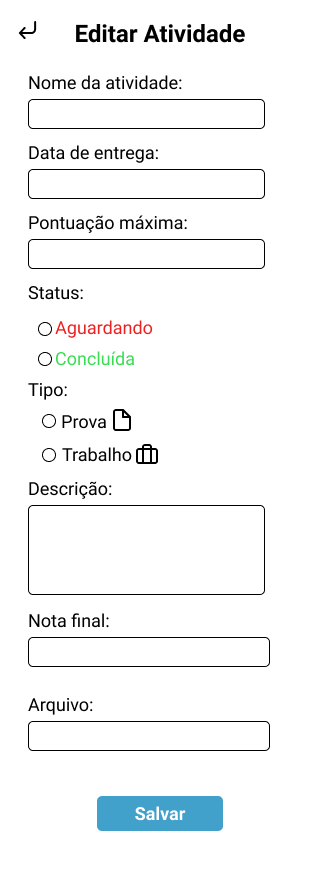 Editar Atividade
Nome da atividade:
Data de entrega:
Pontuação máxima:
Status:
Aguardando
Concluída
Tipo:
Prova
Trabalho
Descrição:
Nota final:
Arquivo:
Salvar